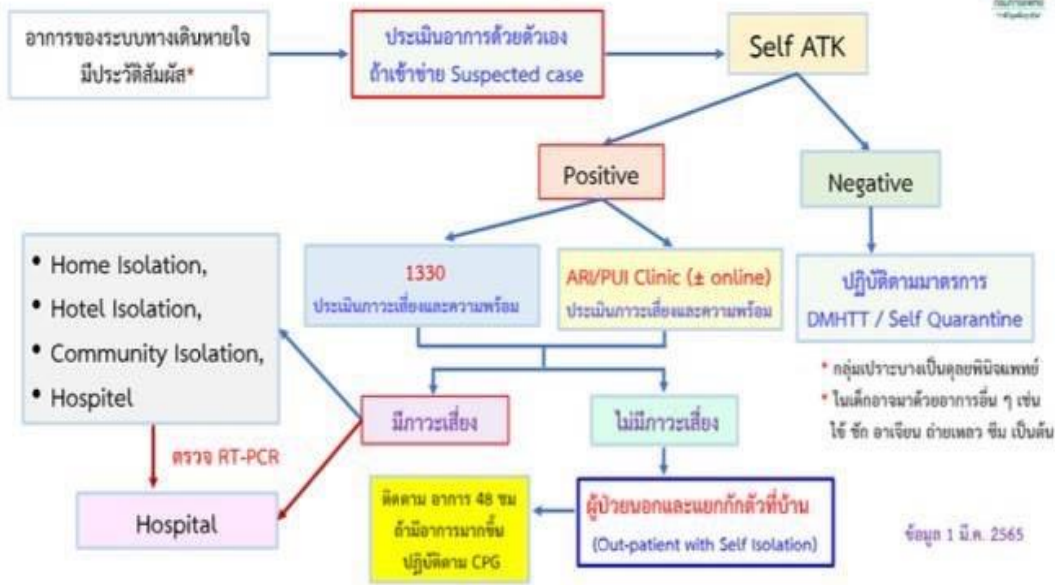 อาการของระบบทางเดินหายใจ
มีประวัติสัมผัส*
ประเมินอาการด้วยตัวเอง
ถ้าเข้าข่าย Suspected case
Self ATK
Positive
Negative
• Home Isolation,
• Hotel Isolation,
• Community Isolation,
• Hospitel
1330
ประเมินภาวะเสี่ยงและความพร้อม
ARI/PUI Clinic (± online)
ประเมินภาวะเสี่ยงและความพร้อม
ปฏิบัติตามมาตรการ
DMHTT / Self Quarantine
* กลุ่มเปราะบางเป็นดุลยพินิจแพทย์
* ในเด็กอาจมาด้วยอาการอื่น ๆ เช่น
ไข้ ชัก อาเจียน ถ่ายเหลว ซึม เป็นต้น
มีภาวะเสี่ยง
ไม่มีภาวะเสี่ยง
ตรวจ RT-PCR
Hospital
ติดตาม อาการ 48 ชม
ถ้ามีอาการมากขึ้น
ปฏิบัติตาม CPG
ผู้ป่วยนอกและแยกกักตัวที่บ้าน
(Out-patient with Self Isolation)
ข้อมูล 1 มี.ค. 2565